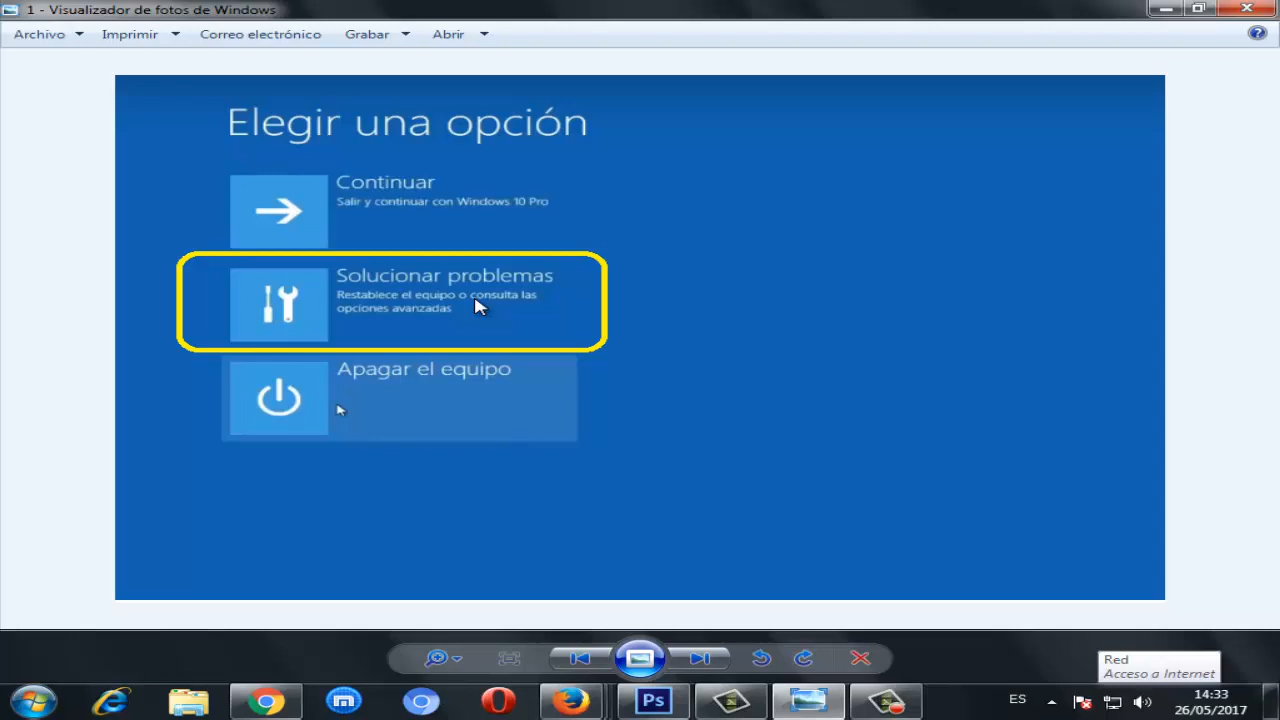 1 - Visualizador de fotos de Windows
Archivo Imprimir Correo electrónico Grabar Abrir
Elegir una opción
Continuar
Salir y continuar con Windows 10 Pro
Solucionar problemas
Restablece el equipo o consulta las
opciones avanzadas
Apagar el equipo
Red
Acceso a Internet
Ps
ES
14:33
26/05/2017